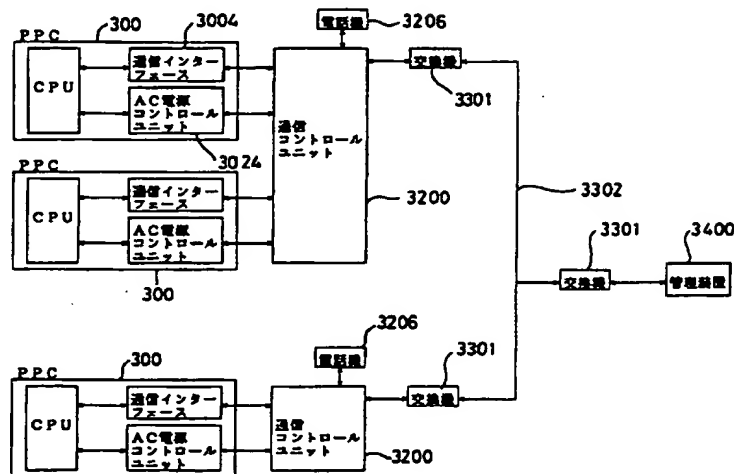 PPC
300
3004
電話機
3206
CPU
通信インター
フェース
交換機
3301
AC電源
コントロール
ユニット
3024
通信
コントロール
ユニット
3200
3302
PPC
CPU
通信インター
フェース
AC電源
コントロール
ユニット
300
3301
交換機
3400
管理装置
3206
電話機
PPC
300
3301
交換機
CPU
通信インター
フェース
AC電源
コントロール
ユニット
通信
コントロール
ユニット
3200